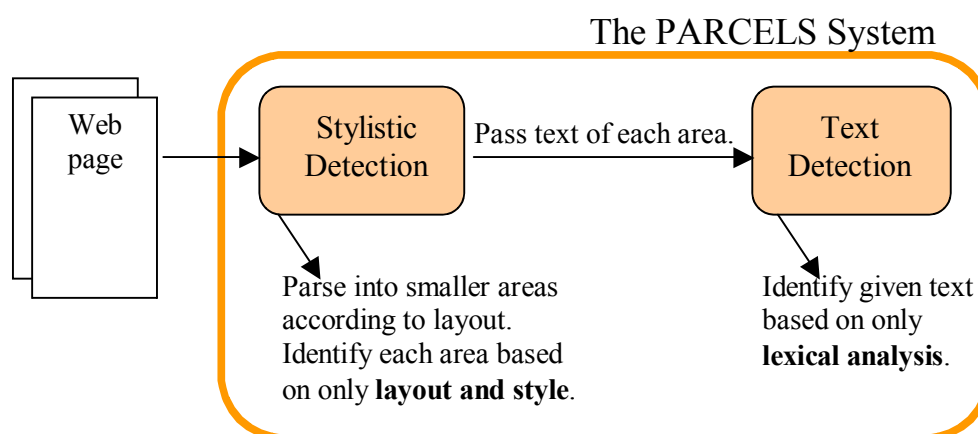 The PARCELS System
Web
page
Stylistic
Detection
Pass text of each area.
Text
Detection
Parse into smaller areas
according to layout.
Identify each area based
on only layout and style.
Identify given text
based on only
lexical analysis.